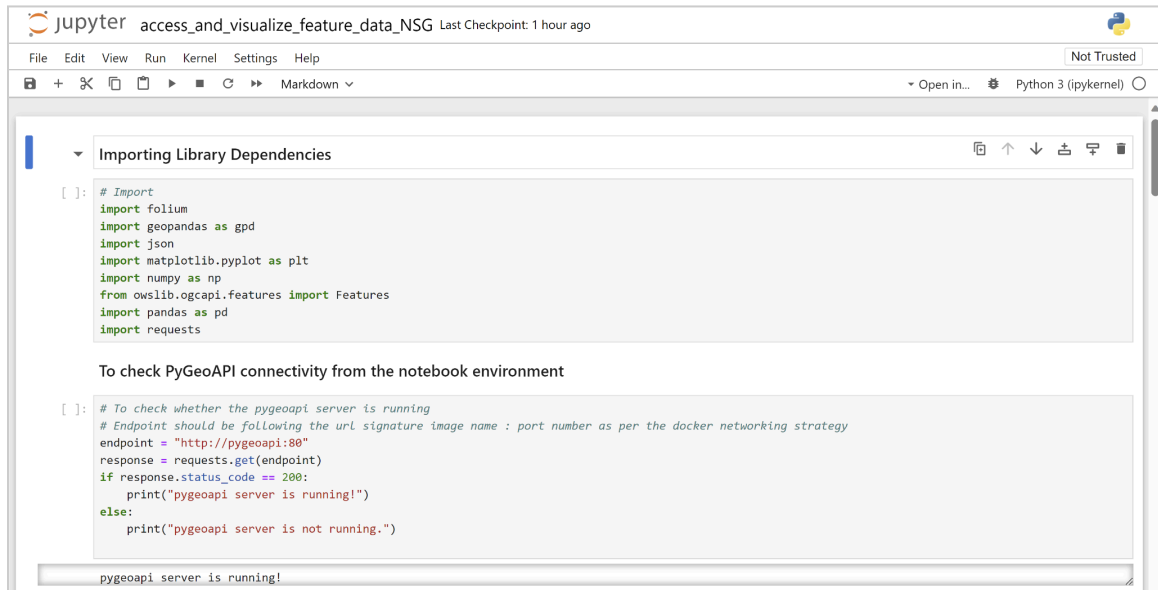 jupyter access_and_visualize_feature_data_NSG Last Checkpoint: 1 hour ago
File Edit View Run Kernel Settings Help Not Trusted
Markdown Open in... Python 3 (ipykernel)
Importing Library Dependencies
[ ]: # Import
import folium
import geopandas as gpd
import json
import matplotlib.pyplot as plt
import numpy as np
from owslib.ogcapi.features import Features
import pandas as pd
import requests
To check PyGeoAPI connectivity from the notebook environment
[ ]: # To check whether the pygeoapi server is running
# Endpoint should be following the url signature image name : port number as per the docker networking strategy
endpoint = "http://pygeoapi:80"
response = requests.get(endpoint)
if response.status_code == 200:
    print("pygeoapi server is running!")
else:
    print("pygeoapi server is not running.")
pygeoapi server is running!